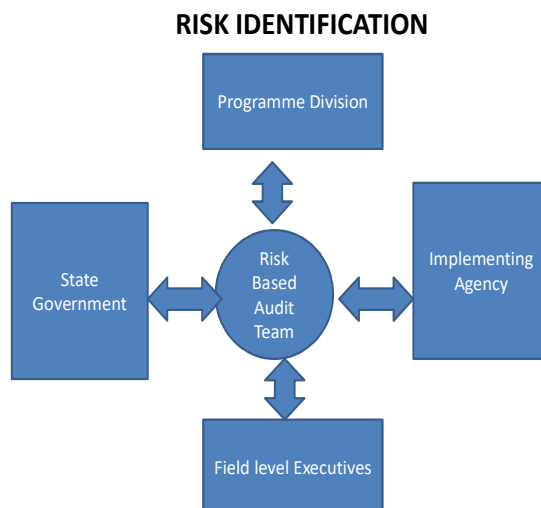 RISK IDENTIFICATION
Programme Division
State
Government
Risk
Based
Audit
Team
Implementing
Agency
Field level Executives